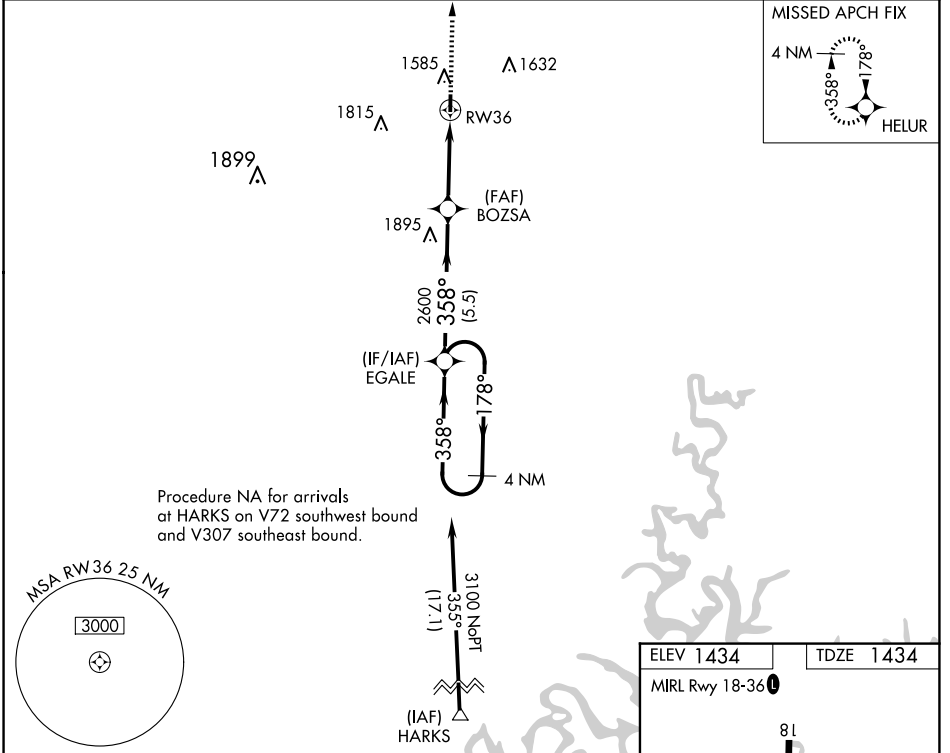 MISSED APCH FIX
4 NM
358°
178°
HELUR
1585
1632
1815
RW36
1899
(FAF)
BOZSA
1895
2600
358°
(5.5)
(IF/IAF)
EGALE
358°
178°
4 NM
Procedure NA for arrivals
at HARKS on V72 southwest bound
and V307 southeast bound.
3100 NoPT
355°
(17.1)
(IAF)
HARKS
MSA RW36 25 NM
3000
ELEV 1434
TDZE 1434
MIRL Rwy 18-36 L
18